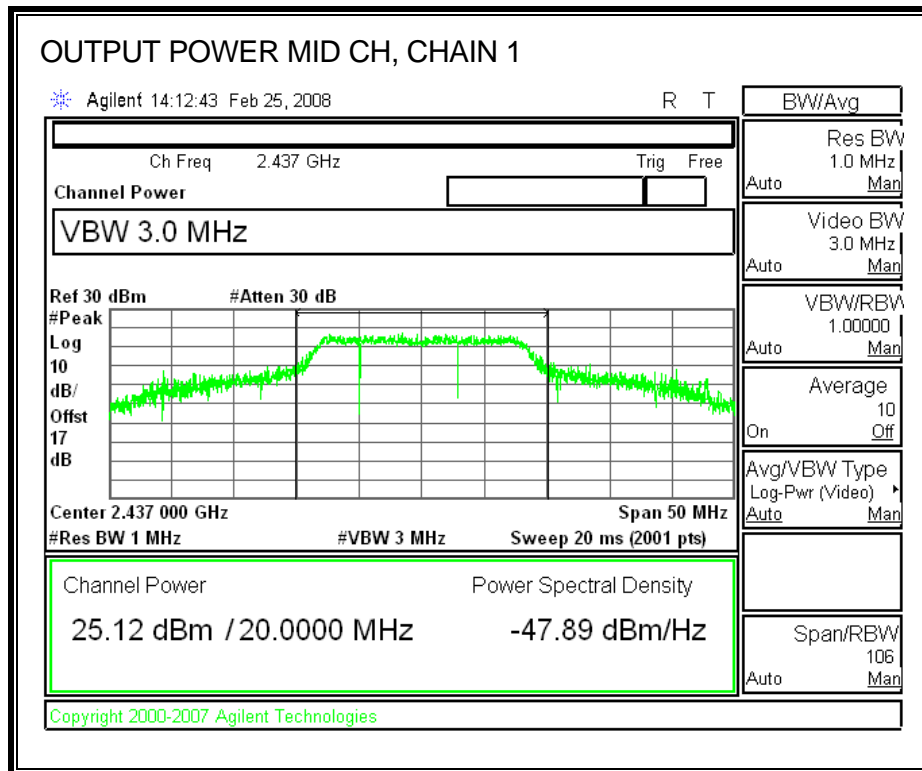 OUTPUT POWER MID CH, CHAIN 1
Agilent 14:12:43 Feb 25, 2008 R T
Ch Freq 2.437 GHz Trig Free
Channel Power
VBW 3.0 MHz
Ref 30 dBm #Atten 30 dB
#Peak
Log
10
dB/
Offst
17
dB
Center 2.437 000 GHz Span 50 MHz
#Res BW 1 MHz #VBW 3 MHz Sweep 20 ms (2001 pts)
Channel Power Power Spectral Density
25.12 dBm / 20.0000 MHz -47.89 dBm/Hz
Copyright 2000-2007 Agilent Technologies
BW/Avg
Res BW
1.0 MHz
Auto Man
Video BW
3.0 MHz
Auto Man
VBW/RBW
1.00000
Auto Man
Average
10
On Off
Avg/VBW Type
Log-Pwr (Video)
Auto Man
Span/RBW
106
Auto Man